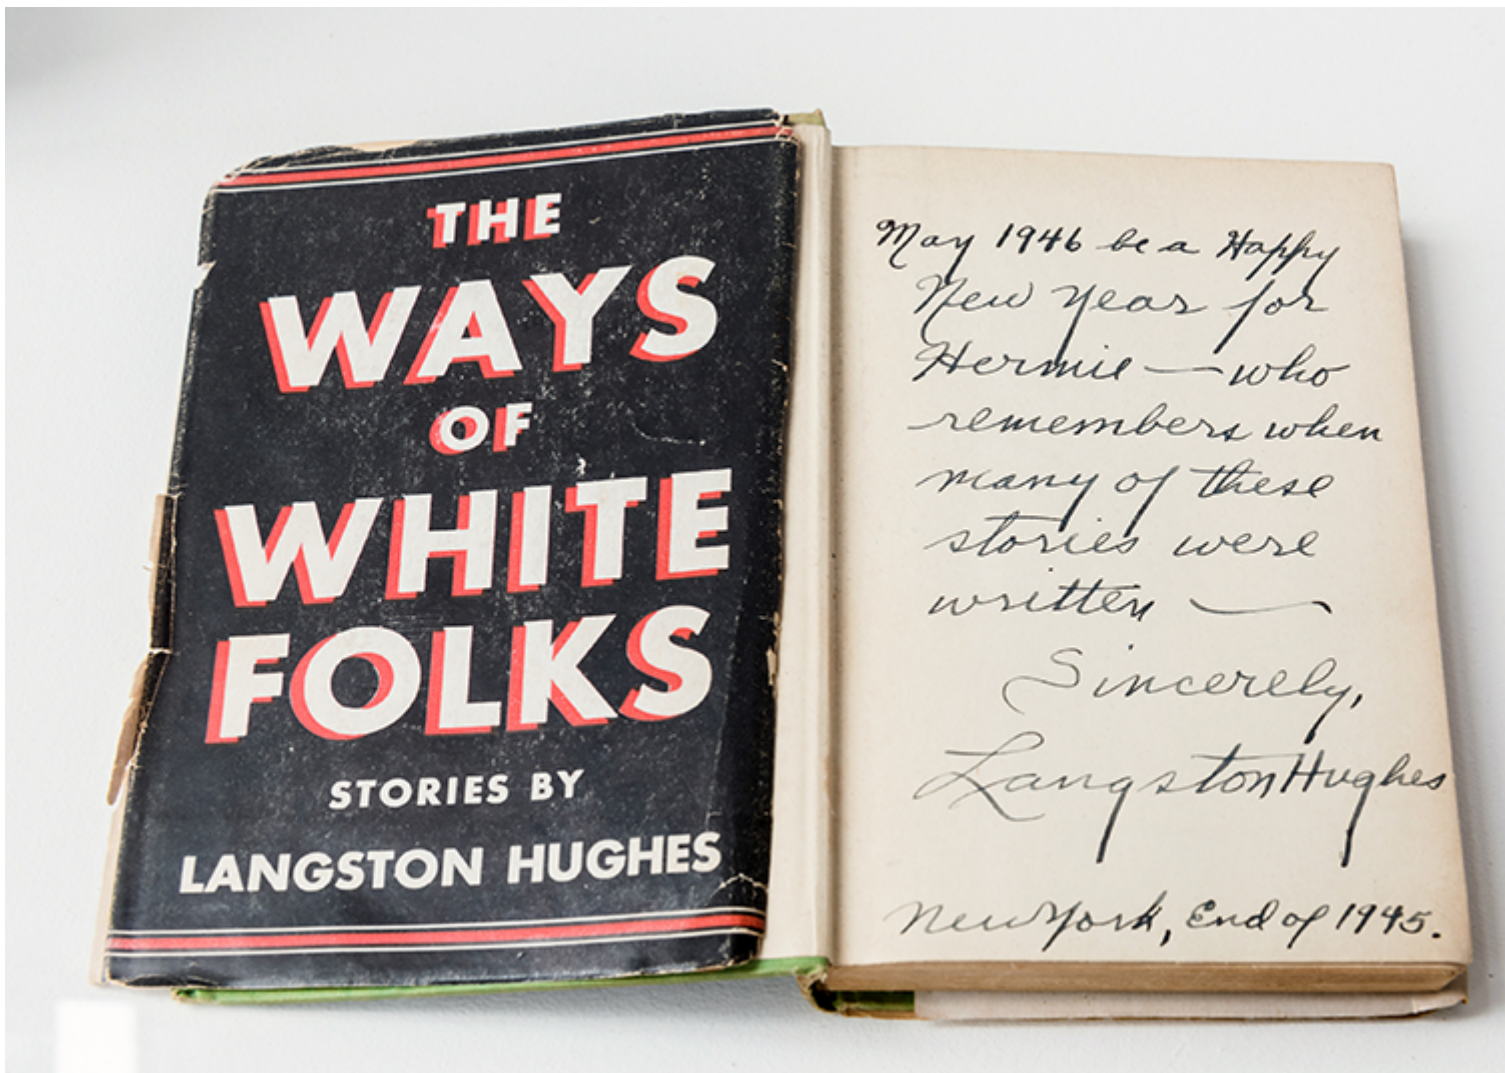 THE
WAYS
OF
WHITE
FOLKS
STORIES BY
LANGSTON HUGHES
May 1946 be a Happy
New Year for
Hermie — who
remembers when
many of these
stories were
written —
Sincerely,
Langston Hughes
New York, End of 1945.